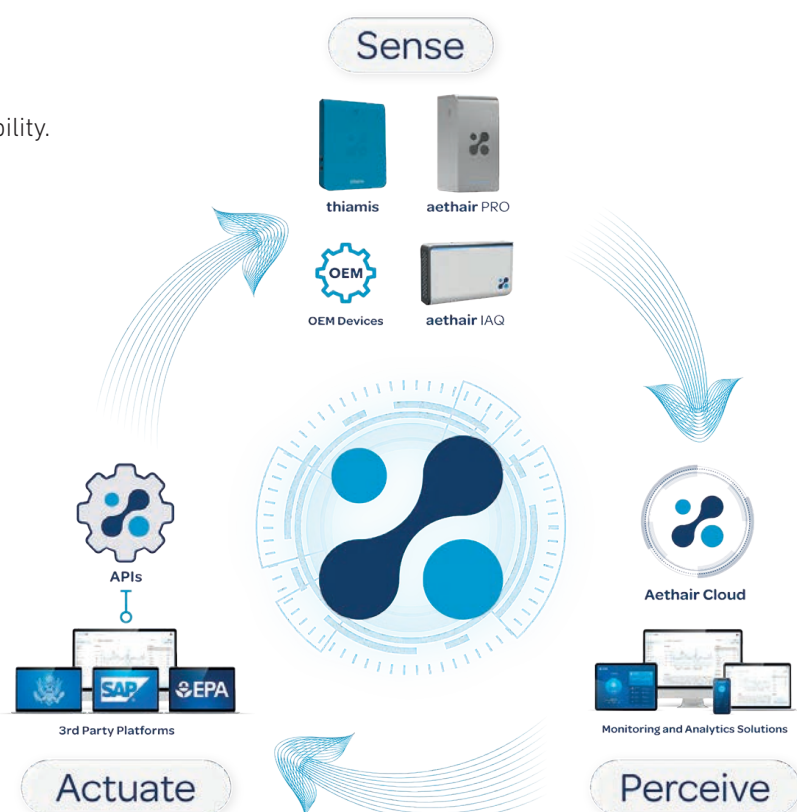 Sense
bility.
thiamis
aethair PRO
OEM
OEM Devices
aethair IAQ
APIs
Aethair Cloud
SAP
EPA
3rd Party Platforms
Monitoring and Analytics Solutions
Actuate
Perceive